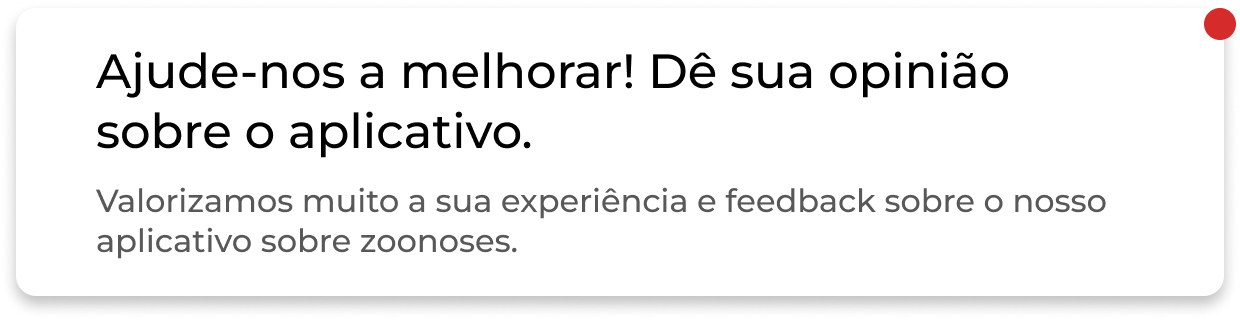 Ajude-nos a melhorar! Dê sua opinião
sobre o aplicativo.
Valorizamos muito a sua experiência e feedback sobre o nosso
aplicativo sobre zoonoses.